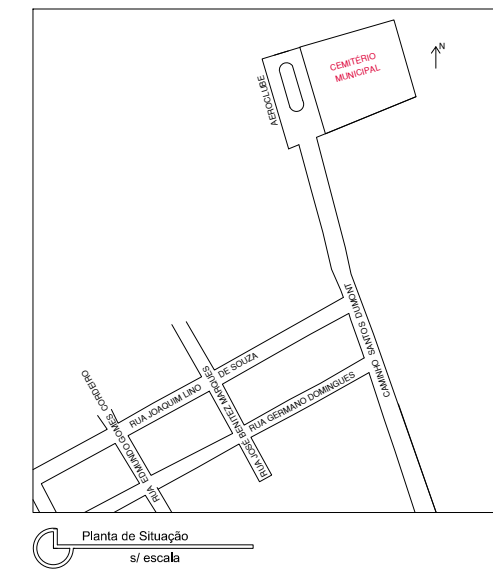 N
CEMITÉRIO
MUNICIPAL
AEROCLUBE
CAMINHO SANTOS DUMONT
RUA JOAQUIM LINO DE SOUZA
RUA GERMANO DOMINGUES
RUA JOSÉ BENITEZ MARQUES
RUA EDMUNDO GOMES CORDEIRO
Planta de Situação
s/ escala